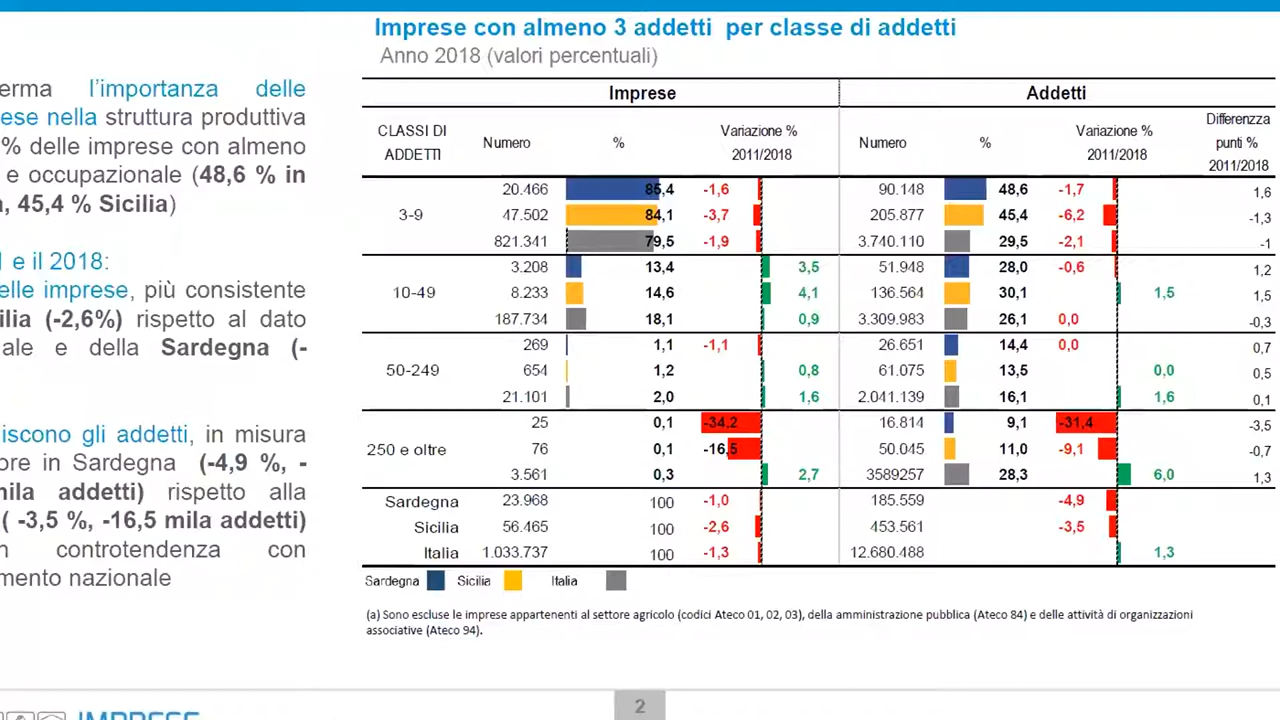 Imprese con almeno 3 addetti per classe di addetti
Anno 2018 (valori percentuali)
erma l'importanza delle
ese nella struttura produttiva
% delle imprese con almeno
e occupazionale (48,6 % in
a, 45,4 % Sicilia)
e il 2018:
elle imprese, più consistente
ilia (-2,6%) rispetto al dato
ale e della Sardegna (-
iscono gli addetti, in misura
ore in Sardegna (-4,9 %, -
mila addetti) rispetto alla
( -3,5 %, -16,5 mila addetti)
n controtendenza con
mento nazionale
Imprese Addetti
CLASSI DI ADDETTI Numero % Variazione % 2011/2018 Numero % Variazione % 2011/2018 Differenzza punti % 2011/2018
3-9
20.466 85,4 -1,6 90.148 48,6 -1,7 1,6
47.502 84,1 -3,7 205.877 45,4 -6,2 -1,3
821.341 79,5 -1,9 3.740.110 29,5 -2,1 -1
10-49
3.208 13,4 3,5 51.948 28,0 -0,6 1,2
8.233 14,6 4,1 136.564 30,1 1,5 1,5
187.734 18,1 0,9 3.309.983 26,1 0,0 -0,3
50-249
269 1,1 -1,1 26.651 14,4 0,0 0,7
654 1,2 0,8 61.075 13,5 0,0 0,5
21.101 2,0 1,6 2.041.139 16,1 1,6 0,1
250 e oltre
25 0,1 -34,2 16.814 9,1 -31,4 -3,5
76 0,1 -16,5 50.045 11,0 -9,1 -0,7
3.561 0,3 2,7 3589257 28,3 6,0 1,3
Sardegna 23.968 100 -1,0 185.559 -4,9
Sicilia 56.465 100 -2,6 453.561 -3,5
Italia 1.033.737 100 -1,3 12.680.488 1,3
Sardegna Sicilia Italia
(a) Sono escluse le imprese appartenenti al settore agricolo (codici Ateco 01, 02, 03), della amministrazione pubblica (Ateco 84) e delle attività di organizzazioni
associative (Ateco 94).
2
IMPRESE